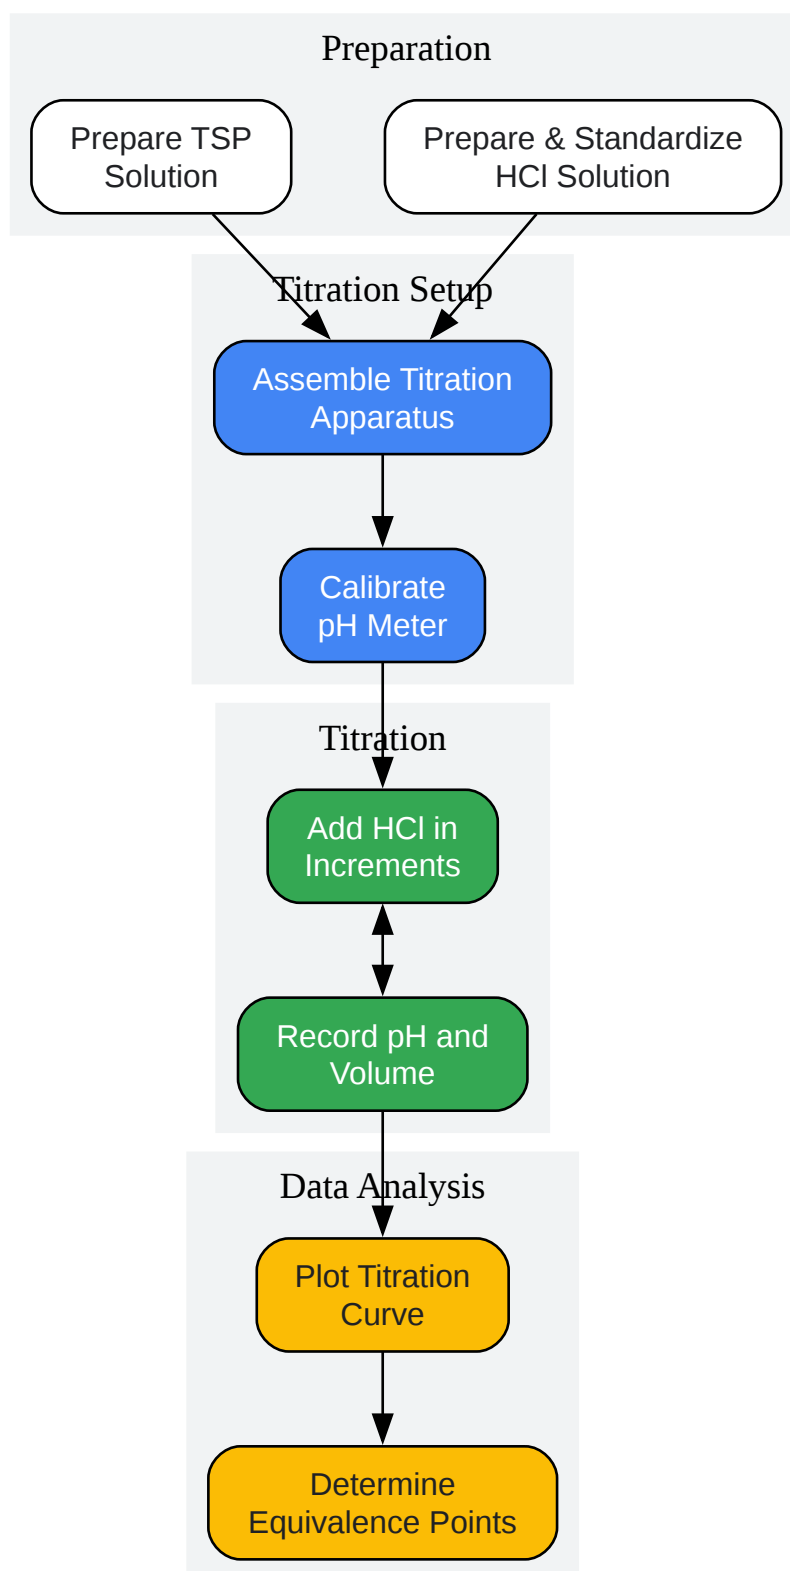 Preparation
Prepare TSP
Solution
Prepare & Standardize
HCl Solution
Titration Setup
Assemble Titration
Apparatus
Calibrate
pH Meter
Titration
Add HCl in
Increments
Record pH and
Volume
Data Analysis
Plot Titration
Curve
Determine
Equivalence Points